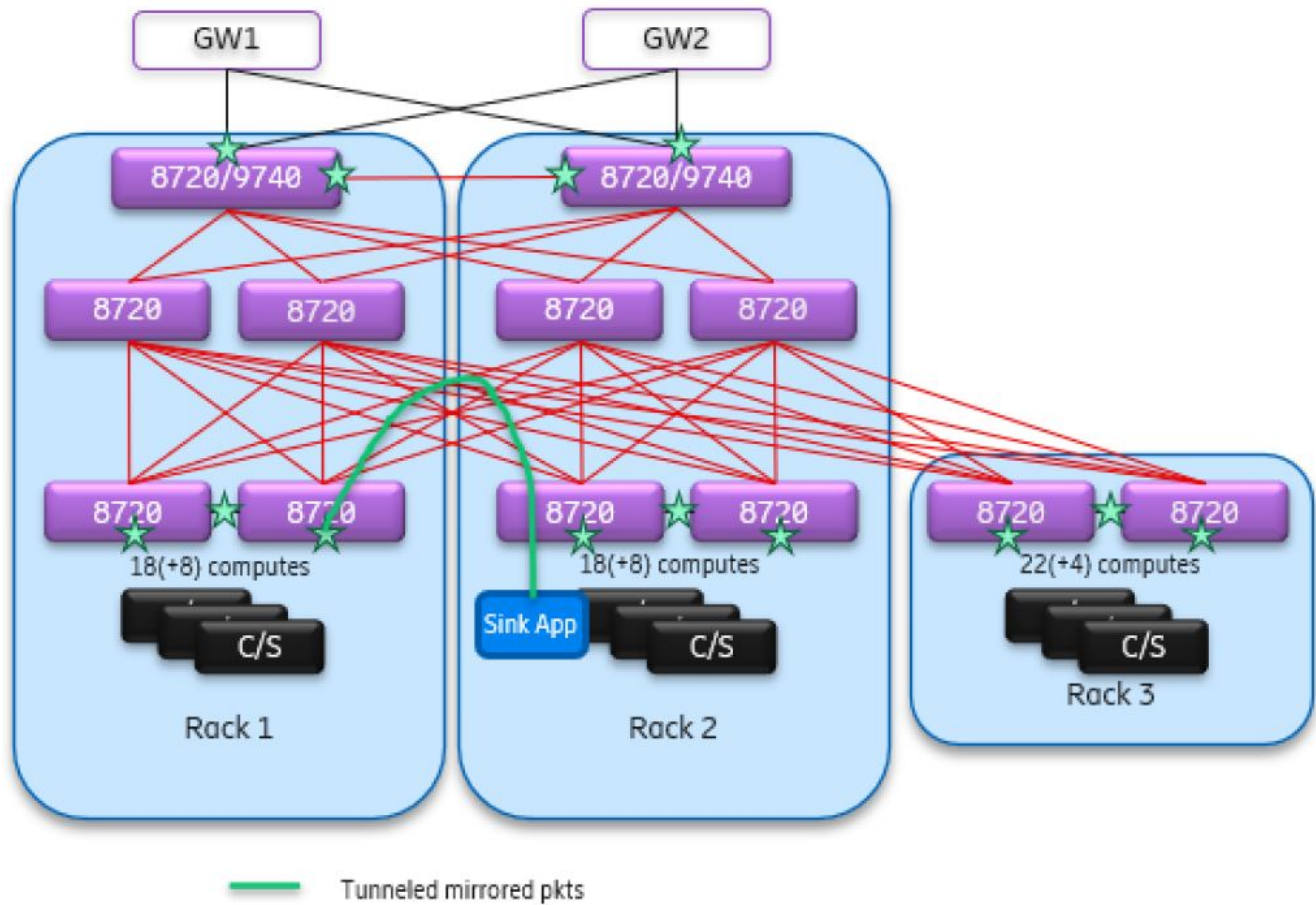 GW1
GW2
8720/9740
8720/9740
8720
8720
8720
8720
8720
8720
8720
8720
8720
8720
18(+8) computes
18(+8) computes
22(+4) computes
Sink App
C/S
C/S
C/S
Rack 1
Rack 2
Rack 3
Tunneled mirrored pkts